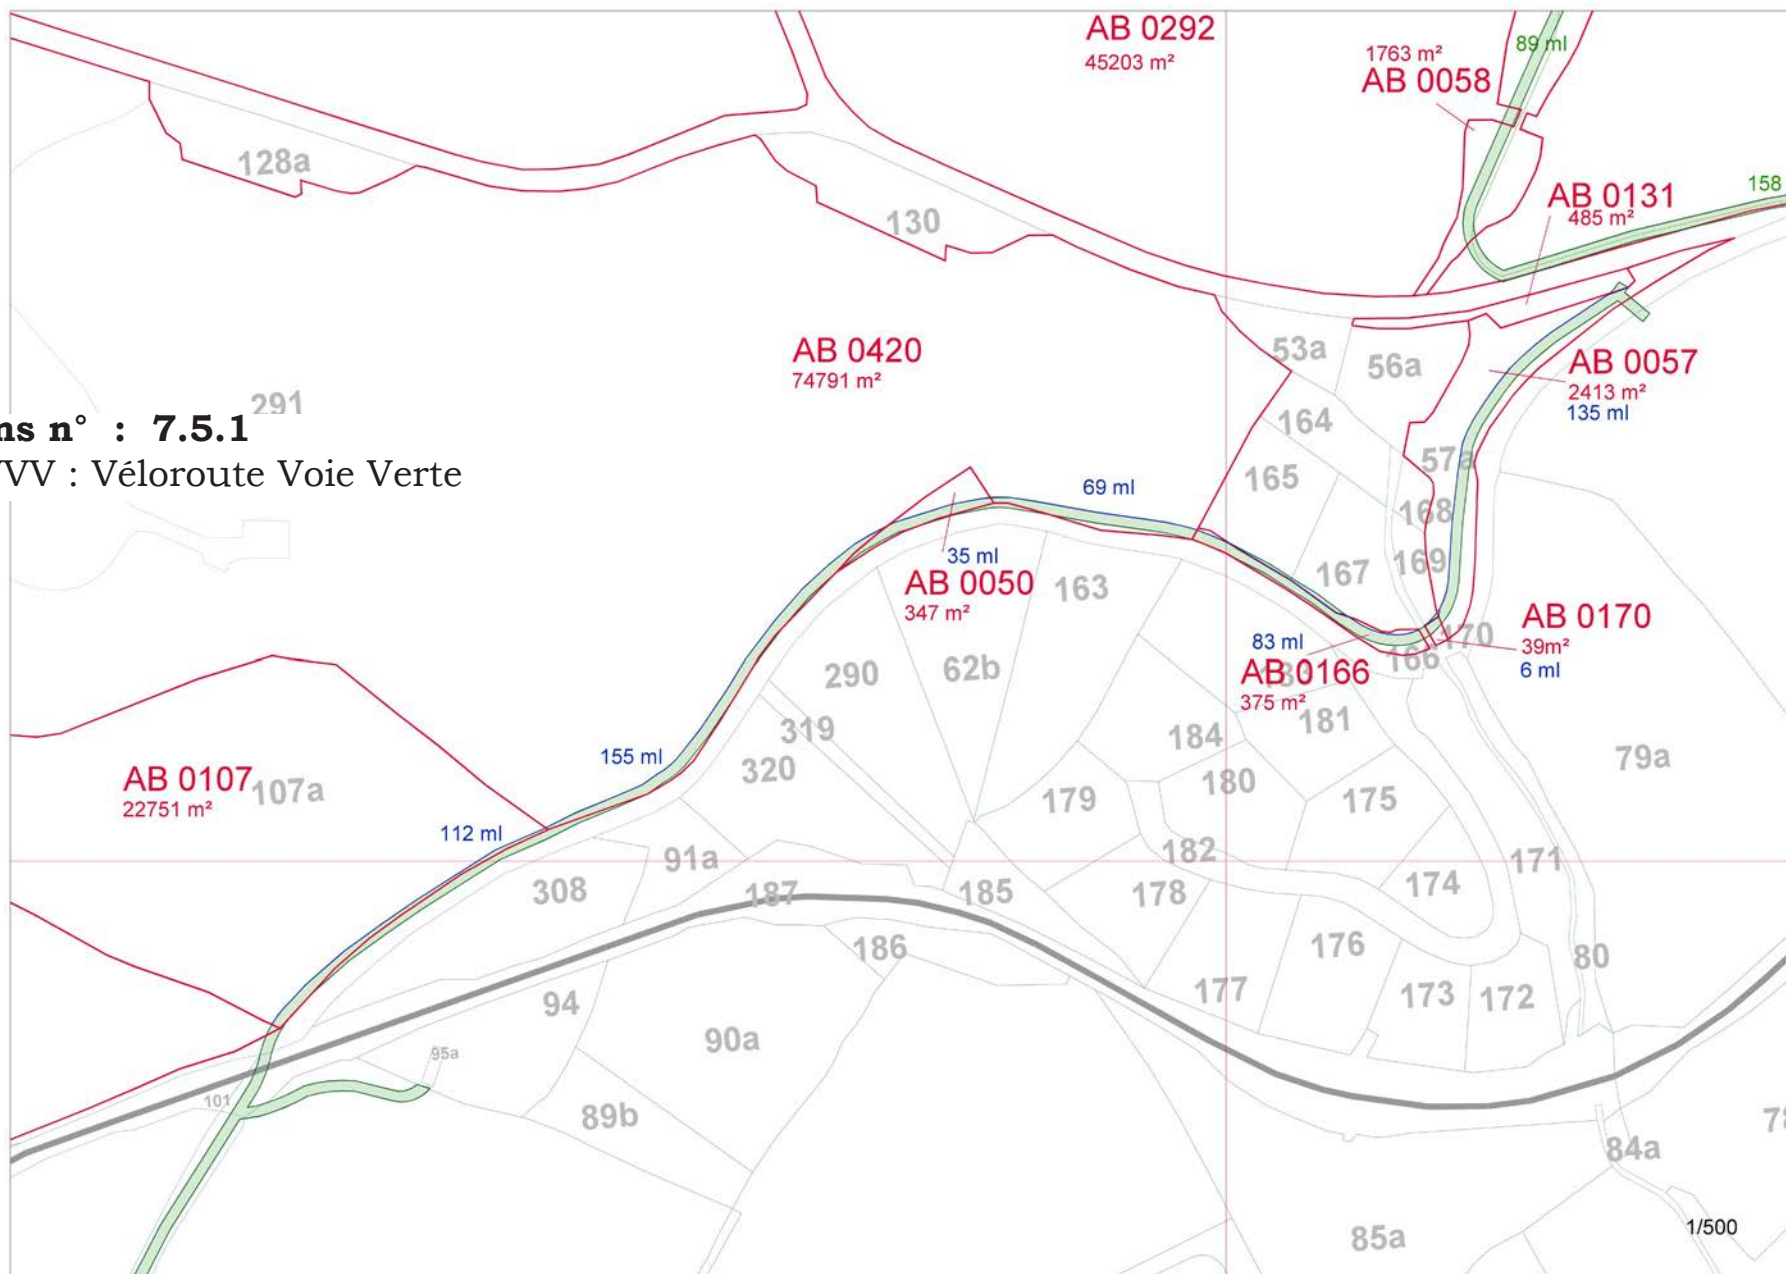 AB 0292
45203 m²
89 ml
1763 m²
AB 0058
128a
130
AB 0131
485 m²
158
AB 0420
74791 m²
53a
56a
AB 0057
2413 m²
135 ml
291
ns n° : 7.5.1
VV : Véloroute Voie Verte
164
165
57a
69 ml
168
35 ml
AB 0050
347 m²
163
167
169
AB 0170
39m²
6 ml
170
83 ml
166
AB 0166
375 m²
290
62b
181
184
319
320
155 ml
79a
AB 0107
22751 m²
107a
180
179
175
112 ml
91a
182
171
308
187
185
178
174
186
176
80
94
177
173
172
90a
95a
101
89b
78
84a
85a
1/500